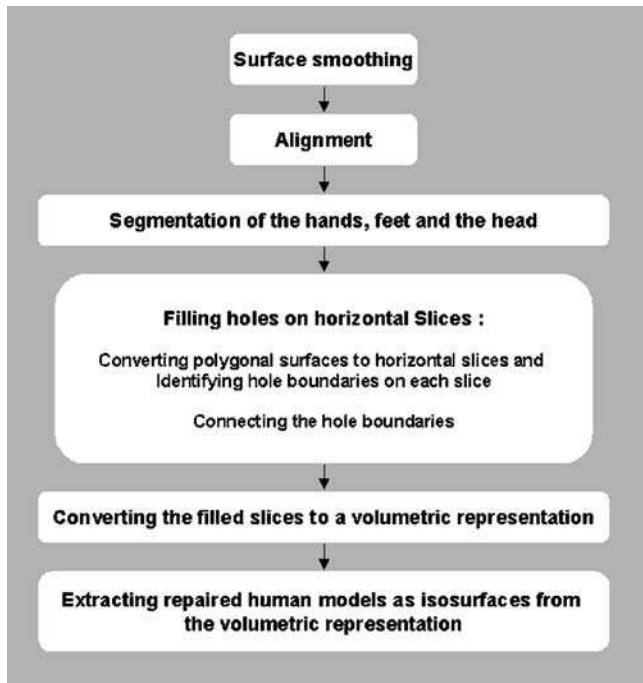 Surface smoothing
Alignment
Segmentation of the hands, feet and the head
Filling holes on horizontal Slices :
Converting polygonal surfaces to horizontal slices and
Identifying hole boundaries on each slice
Connecting the hole boundaries
Converting the filled slices to a volumetric representation
Extracting repaired human models as isosurfaces from
the volumetric representation